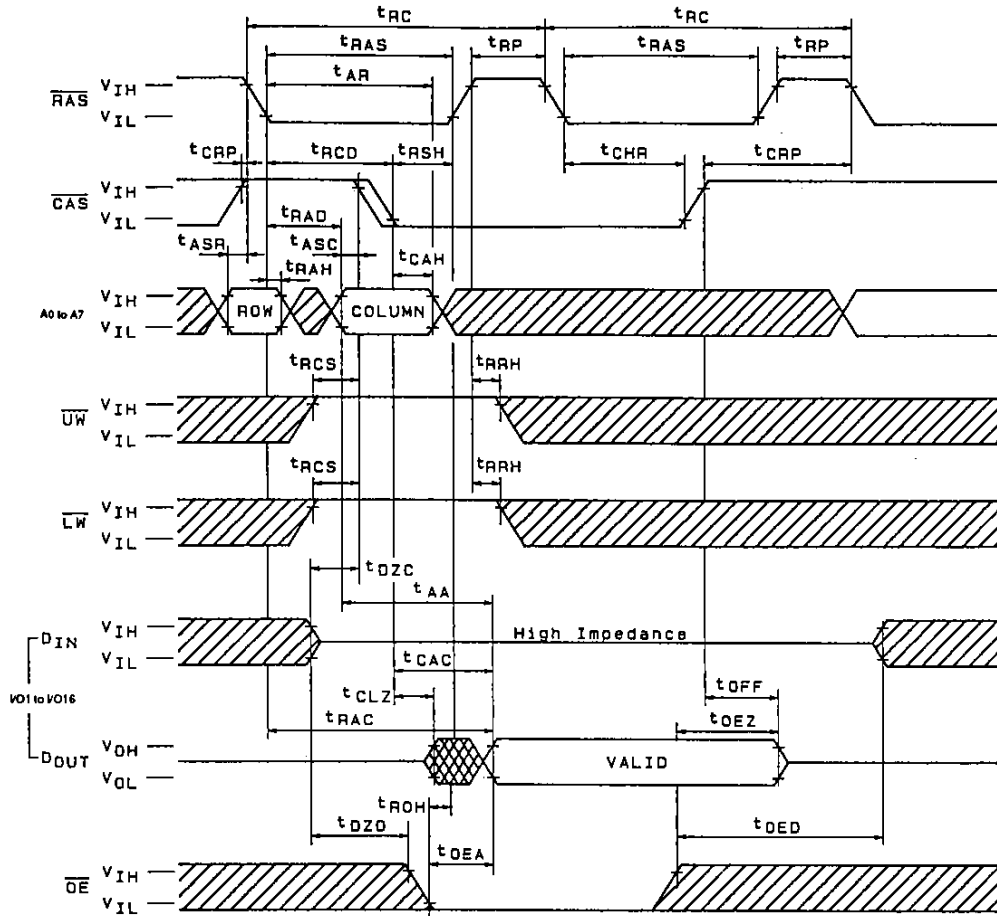 tRC tRC
tRAS tRP tRAS tRP
tAR
RAS VIH
VIL
tCRP tRCD tRSH tCHR tCRP
CAS VIH
VIL
tRAD
tASR tASC
tRAH tCAH
A0 to A7 VIH ROW COLUMN
VIL
tRCS tRRH
UW VIH
VIL
tRCS tRRH
LW VIH
VIL
tDZC
tAA
DIN VIH High Impedance
VIL
tCAC
I/O1 to I/O16
tCLZ tOFF
tRAC tOEZ
DOUT VOH VALID
VOL
tROH
tDZO tOED
tOEA
OE VIH
VIL